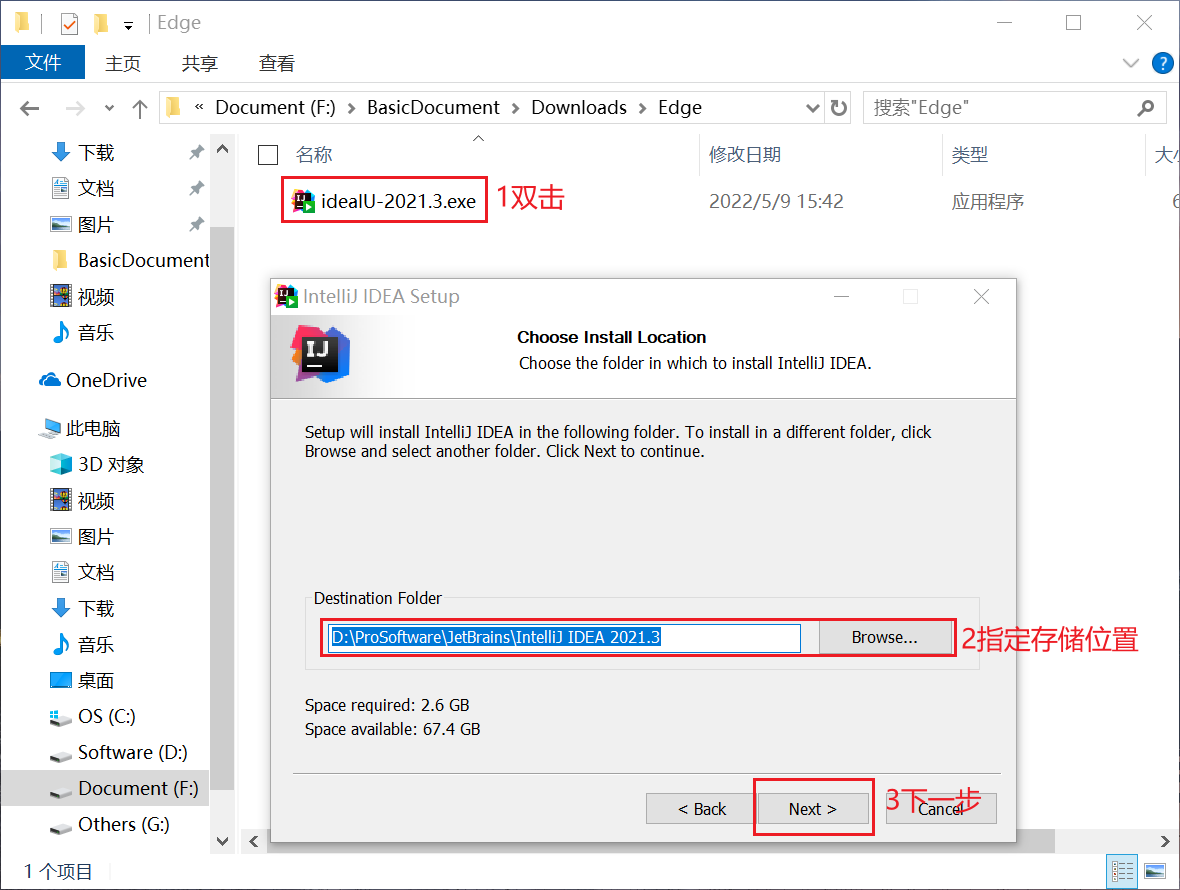 Edge
文件 主页 共享 查看
« Document (F:) › BasicDocument › Downloads › Edge
搜索"Edge"
下载
文档
图片
BasicDocument
视频
音乐
OneDrive
此电脑
3D 对象
视频
图片
文档
下载
音乐
桌面
OS (C:)
Software (D:)
Document (F:)
Others (G:)
名称 修改日期 类型 大小
idealU-2021.3.exe 1双击 2022/5/9 15:42 应用程序 6
IntelliJ IDEA Setup
IJ
Choose Install Location
Choose the folder in which to install IntelliJ IDEA.
Setup will install IntelliJ IDEA in the following folder. To install in a different folder, click
Browse and select another folder. Click Next to continue.
Destination Folder
D:\ProSoftware\JetBrains\IntelliJ IDEA 2021.3 Browse... 2指定存储位置
Space required: 2.6 GB
Space available: 67.4 GB
< Back Next > Cancel 3下一步
1 个项目